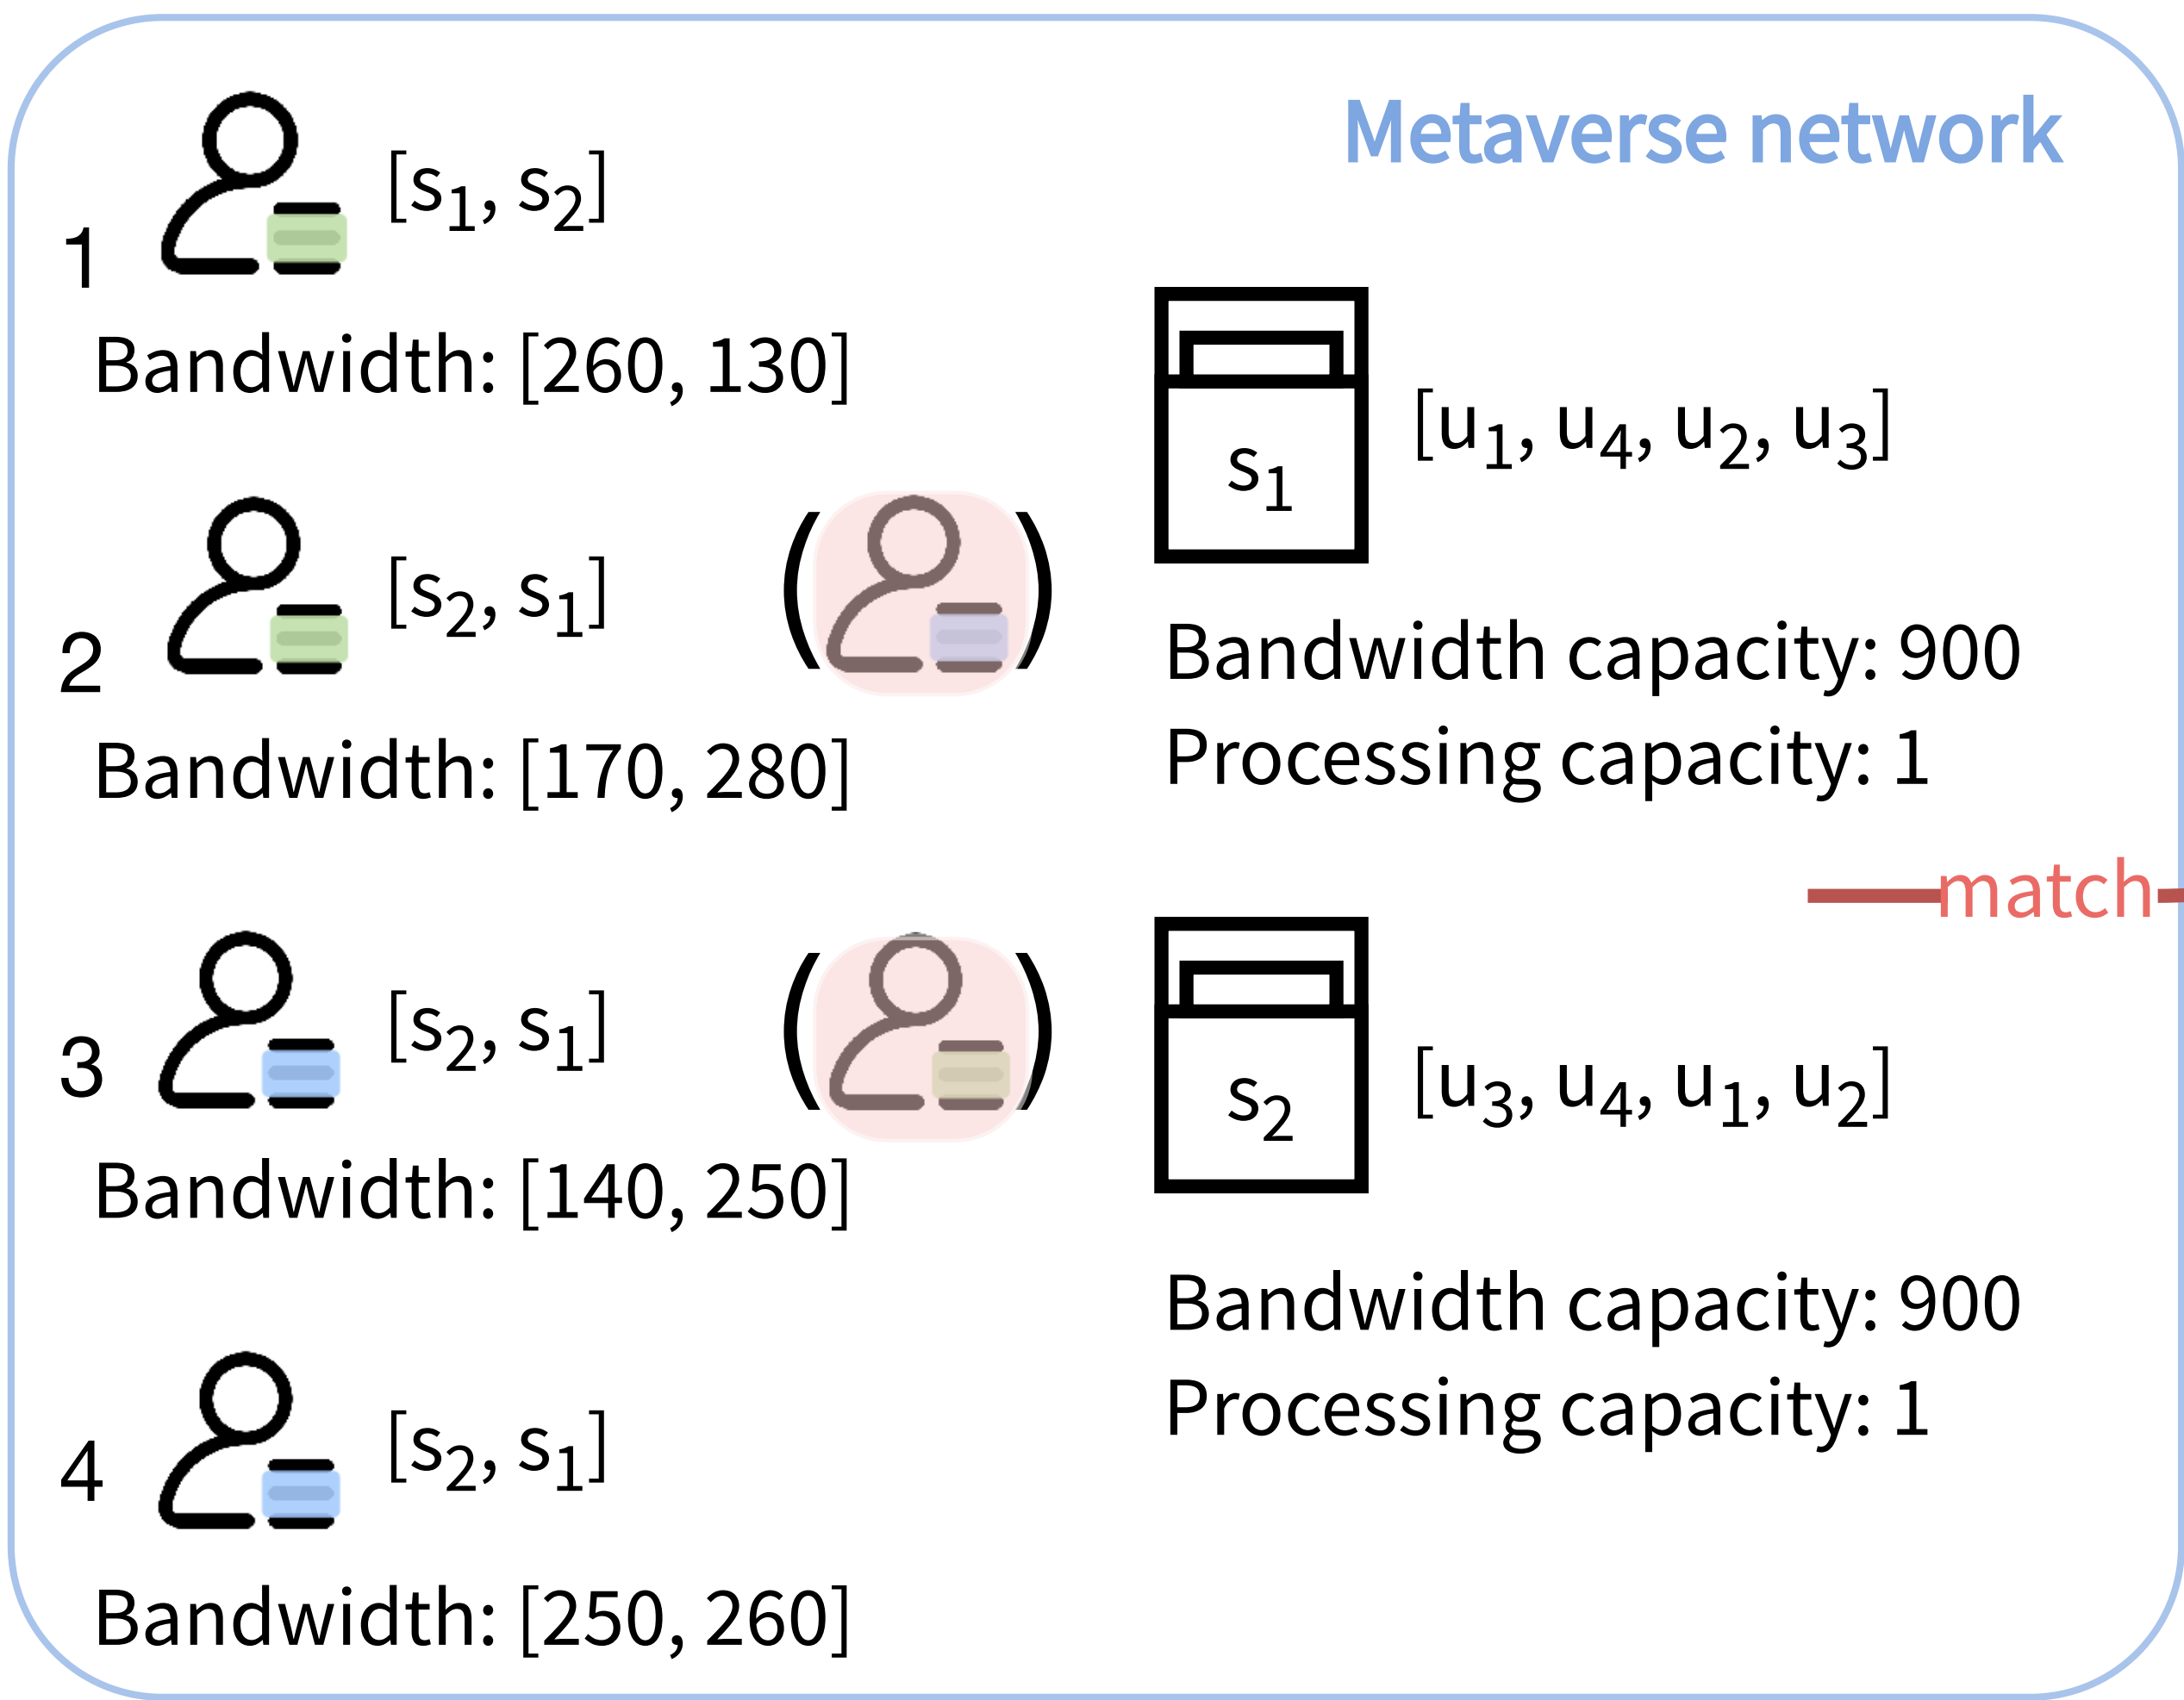 Metaverse network
1
[s₁, s₂]
Bandwidth: [260, 130]
2
[s₂, s₁]
( )
Bandwidth: [170, 280]
3
[s₂, s₁]
( )
Bandwidth: [140, 250]
4
[s₂, s₁]
Bandwidth: [250, 260]
s₁
[u₁, u₄, u₂, u₃]
Bandwidth capacity: 900
Processing capacity: 1
match
s₂
[u₃, u₄, u₁, u₂]
Bandwidth capacity: 900
Processing capacity: 1